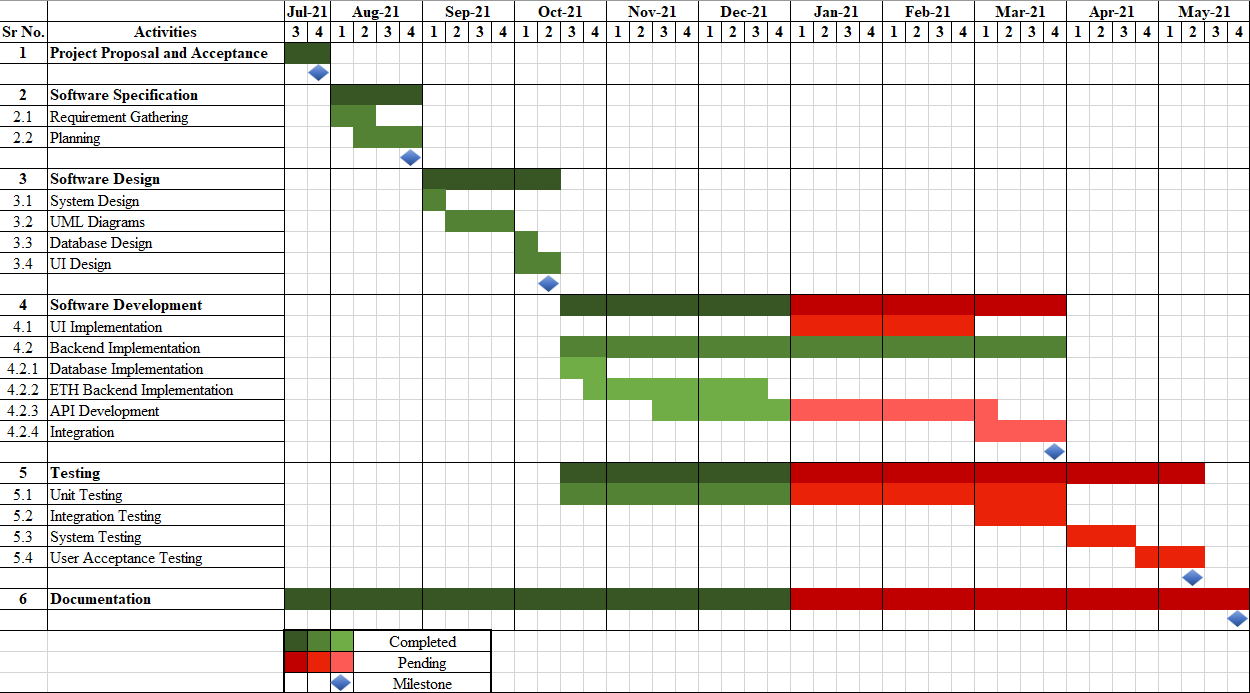 Jul-21 Aug-21 Sep-21 Oct-21 Nov-21 Dec-21 Jan-21 Feb-21 Mar-21 Apr-21 May-21
Sr No. Activities 3 4 1 2 3 4 1 2 3 4 1 2 3 4 1 2 3 4 1 2 3 4 1 2 3 4 1 2 3 4 1 2 3 4 1 2 3 4 1 2 3 4
1 Project Proposal and Acceptance
2 Software Specification
2.1 Requirement Gathering
2.2 Planning
3 Software Design
3.1 System Design
3.2 UML Diagrams
3.3 Database Design
3.4 UI Design
4 Software Development
4.1 UI Implementation
4.2 Backend Implementation
4.2.1 Database Implementation
4.2.2 ETH Backend Implementation
4.2.3 API Development
4.2.4 Integration
5 Testing
5.1 Unit Testing
5.2 Integration Testing
5.3 System Testing
5.4 User Acceptance Testing
6 Documentation
Completed
Pending
Milestone